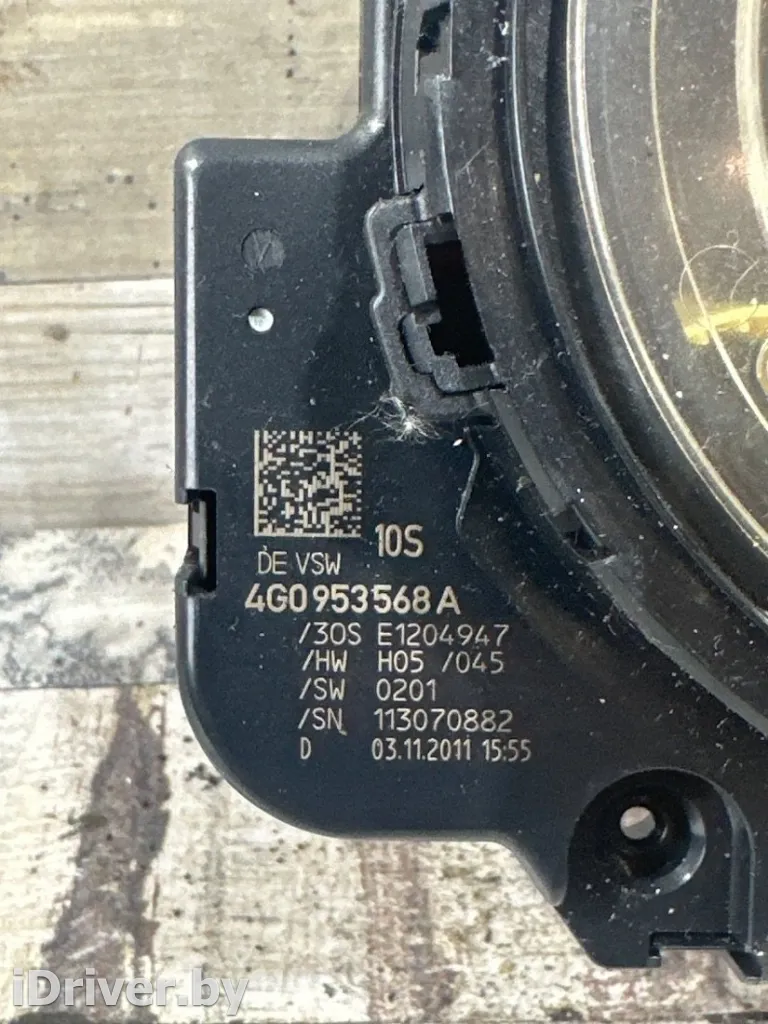 10S
DE VSW
4G0953568A
/30S E1204947
/HW H05 /045
/SW 0201
/SN 113070882
D 03.11.2011 15:55
iDriver.by